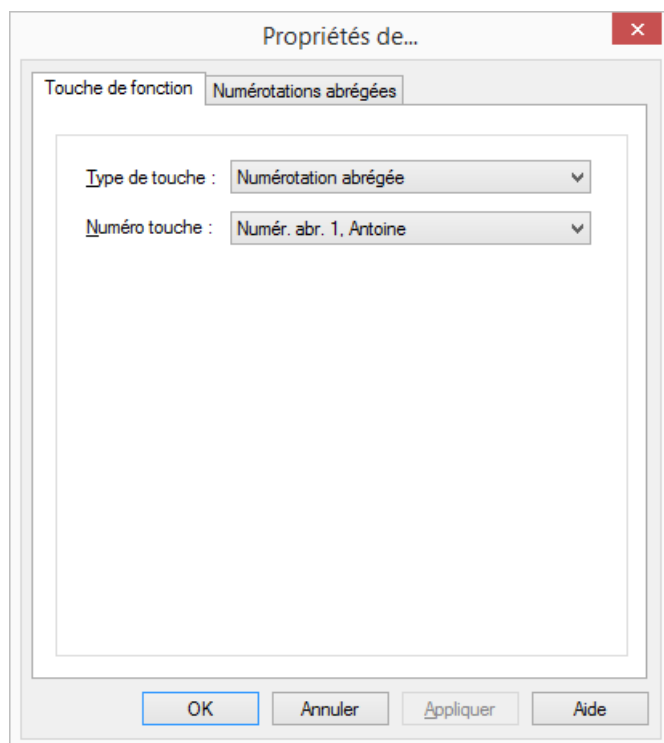 Propriétés de...
Touche de fonction
Numérotations abrégées
Type de touche : Numérotation abrégée
Numéro touche : Numér. abr. 1, Antoine
OK Annuler Appliquer Aide